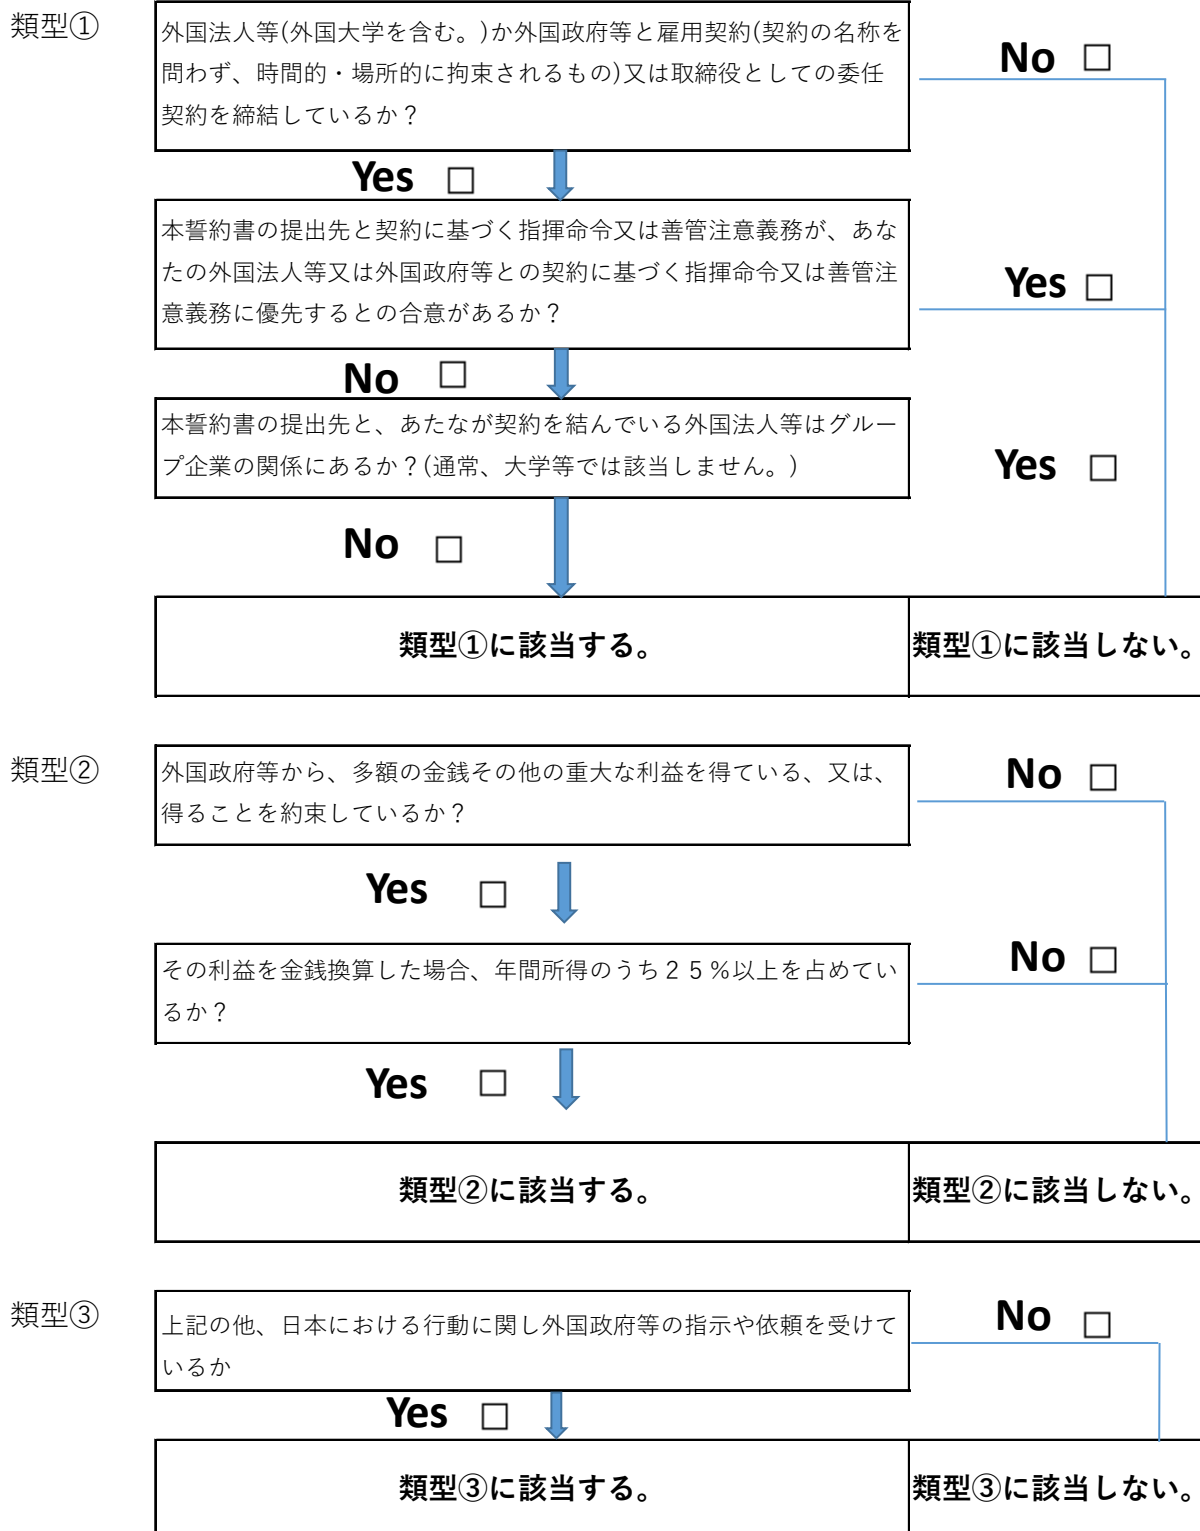 類型①
外国法人等(外国大学を含む。)か外国政府等と雇用契約(契約の名称を
問わず、時間的・場所的に拘束されるもの)又は取締役としての委任
契約を締結しているか？
No □
Yes □
本誓約書の提出先と契約に基づく指揮命令又は善管注意義務が、あな
たの外国法人等又は外国政府等との契約に基づく指揮命令又は善管注
意義務に優先するとの合意があるか？
Yes □
No □
本誓約書の提出先と、あたなが契約を結んでいる外国法人等はグルー
プ企業の関係にあるか？(通常、大学等では該当しません。)
Yes □
No □
類型①に該当する。
類型①に該当しない。
類型②
外国政府等から、多額の金銭その他の重大な利益を得ている、又は、
得ることを約束しているか？
No □
Yes □
その利益を金銭換算した場合、年間所得のうち２５％以上を占めてい
るか？
No □
Yes □
類型②に該当する。
類型②に該当しない。
類型③
上記の他、日本における行動に関し外国政府等の指示や依頼を受けて
いるか
No □
Yes □
類型③に該当する。
類型③に該当しない。